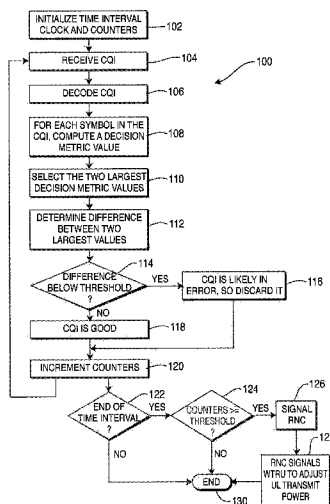 INITIALIZE TIME INTERVAL
CLOCK AND COUNTERS
102
RECEIVE CQI
104
100
DECODE CQI
106
FOR EACH SYMBOL IN THE
CQI, COMPUTE A DECISION
METRIC VALUE
108
SELECT THE TWO LARGEST
DECISION METRIC VALUES
110
DETERMINE DIFFERENCE
BETWEEN TWO
LARGEST VALUES
112
114
DIFFERENCE
BELOW THRESHOLD
?
YES
CQI IS LIKELY IN
ERROR, SO DISCARD IT
116
NO
CQI IS GOOD
118
INCREMENT COUNTERS
120
122
END OF
TIME INTERVAL
?
YES
124
COUNTERS >=
THRESHOLD
?
YES
126
SIGNAL
RNC
12
NO
NO
RNC SIGNALS
WTRU TO ADJUST
UL TRANSMIT
POWER
END
130